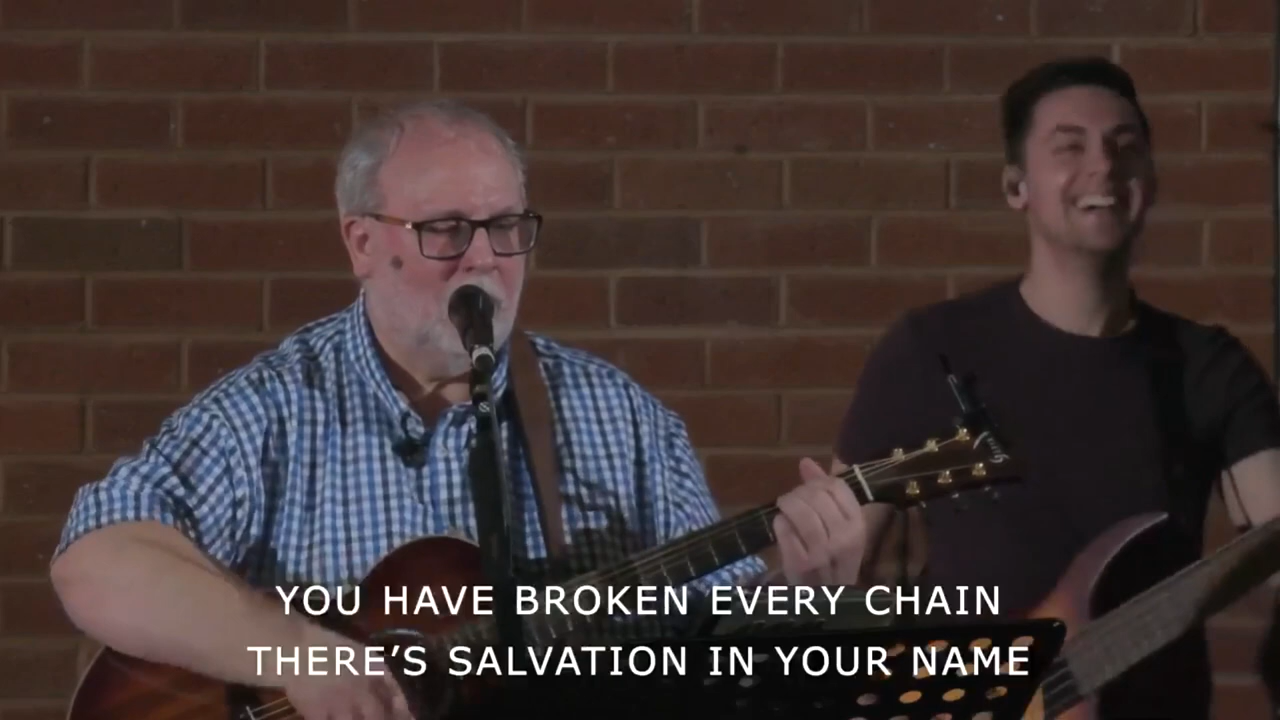 YOU HAVE BROKEN EVERY CHAIN
THERE’S SALVATION IN YOUR NAME